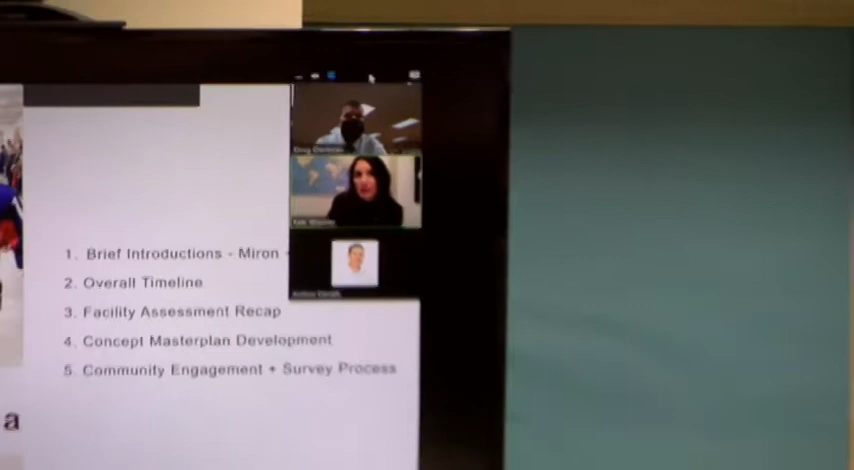 1. Brief Introductions - Miron -
2. Overall Timeline
3. Facility Assessment Recap
4. Concept Masterplan Development
5. Community Engagement + Survey Process
a